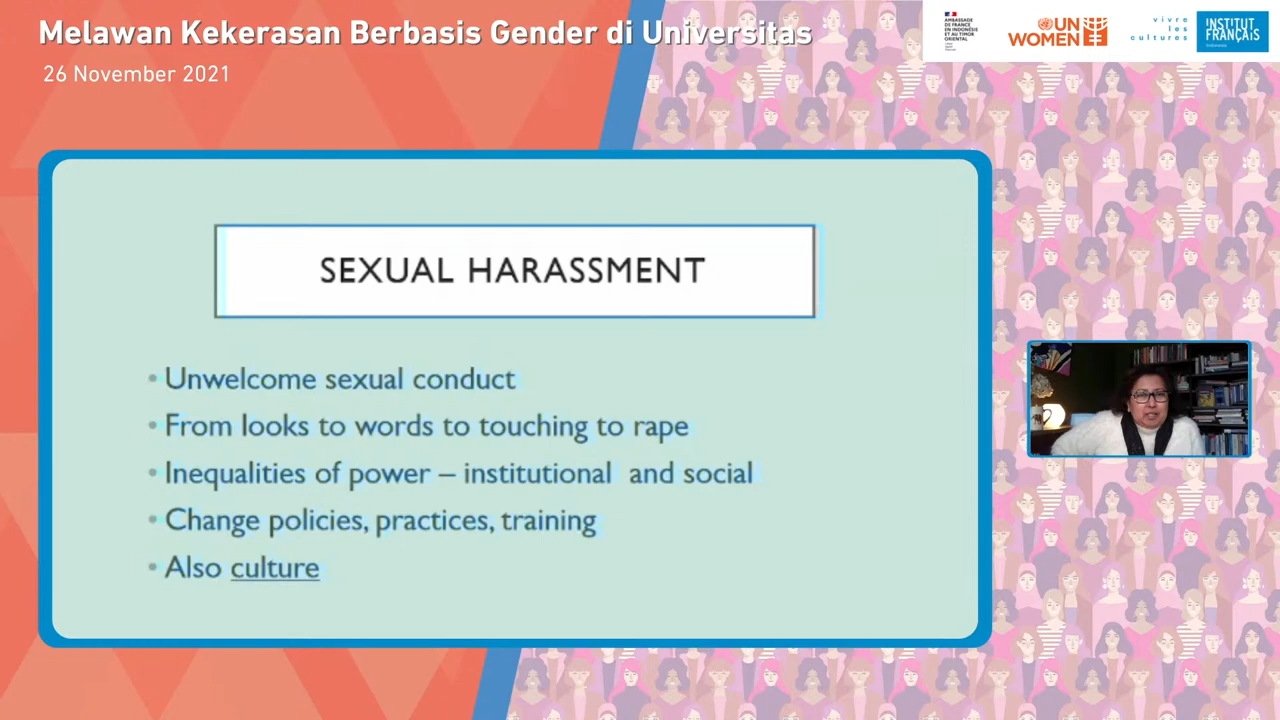 Melawan Kekerasan Berbasis Gender di Universitas
26 November 2021
AMBASSADE
DE FRANCE
EN INDONÉSIE
ET AU TIMOR
ORIENTAL
UN
WOMEN
vivre
les
cultures
INSTITUT
FRANÇAIS
Indonesia
SEXUAL HARASSMENT
• Unwelcome sexual conduct
• From looks to words to touching to rape
• Inequalities of power – institutional and social
• Change policies, practices, training
• Also culture